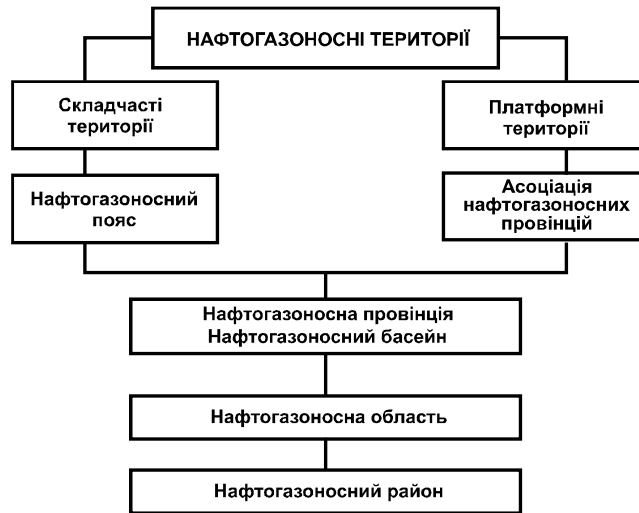 НАФТОГАЗОНОСНІ ТЕРИТОРІЇ
Складчасті
території
Платформні
території
Нафтогазоносний
пояс
Асоціація
нафтогазоносних
провінцій
Нафтогазоносна провінція
Нафтогазоносний басейн
Нафтогазоносна область
Нафтогазоносний район